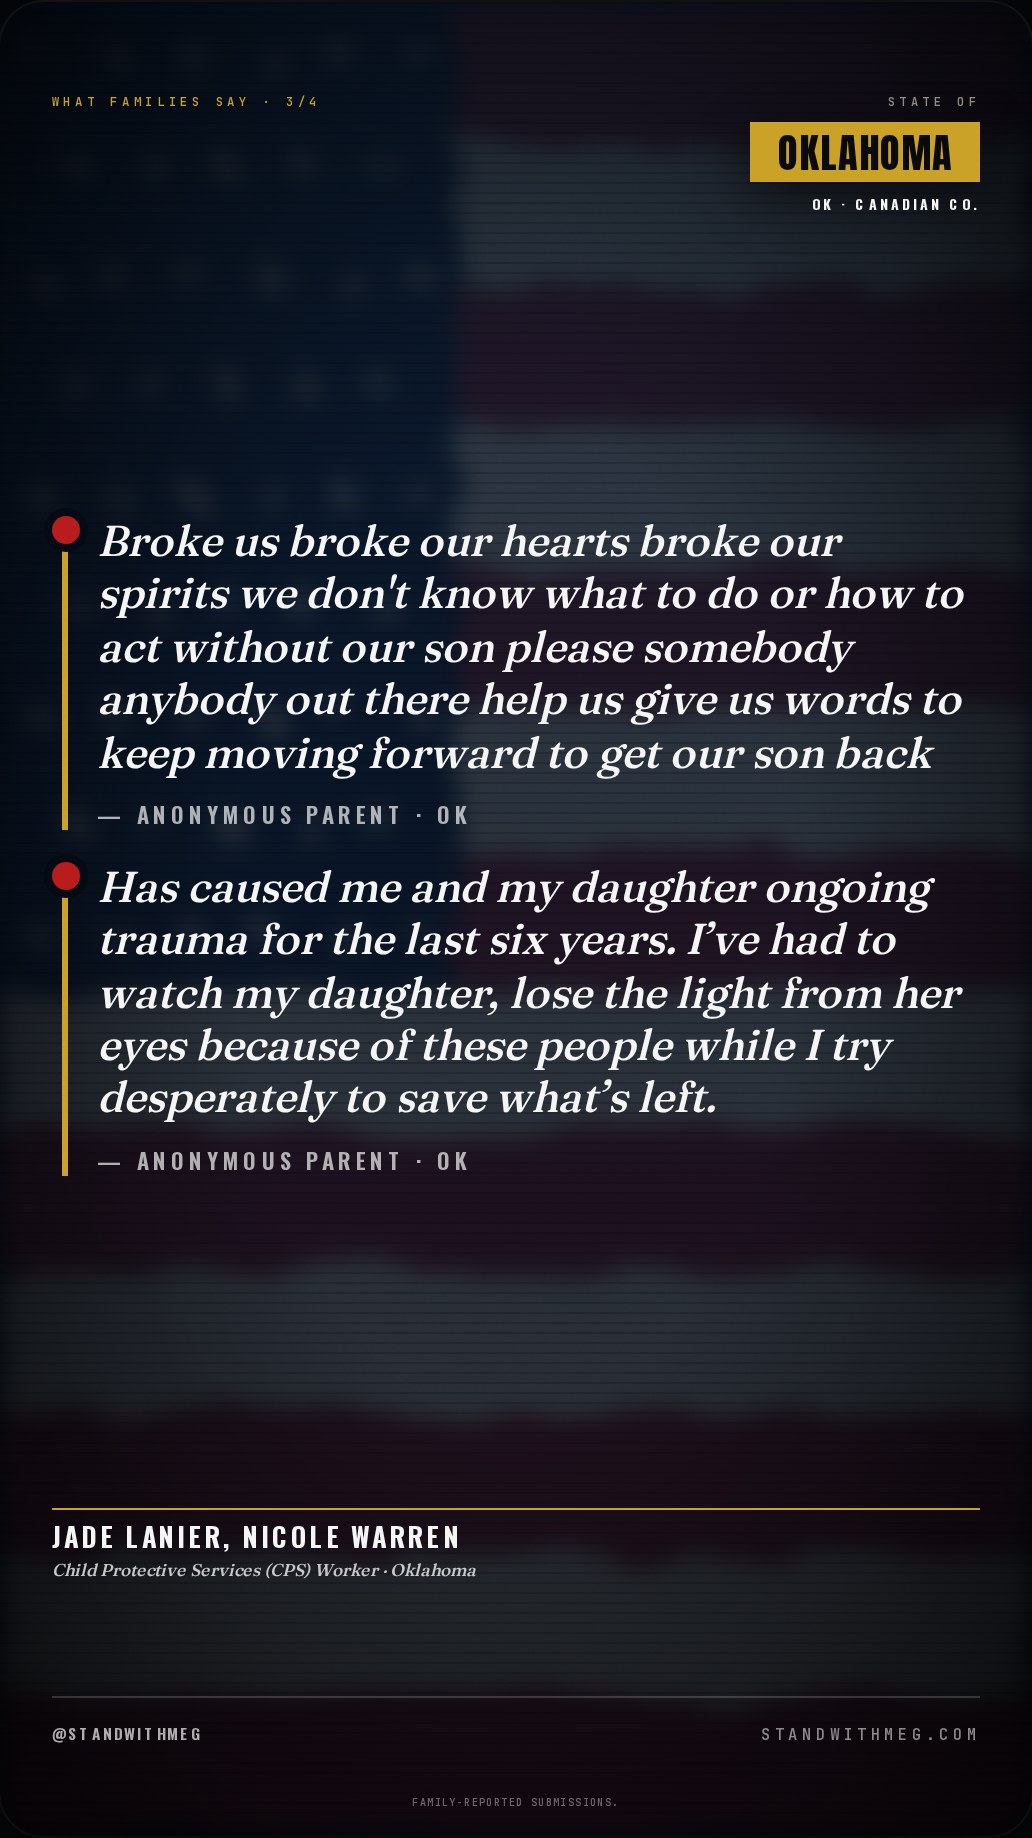 WHAT FAMILIES SAY · 3/4
STATE OF
OKLAHOMA
OK · CANADIAN CO.
Broke us broke our hearts broke our
spirits we don't know what to do or how to
act without our son please somebody
anybody out there help us give us words to
keep moving forward to get our son back
— ANONYMOUS PARENT · OK
Has caused me and my daughter ongoing
trauma for the last six years. I’ve had to
watch my daughter, lose the light from her
eyes because of these people while I try
desperately to save what’s left.
— ANONYMOUS PARENT · OK
JADE LANIER, NICOLE WARREN
Child Protective Services (CPS) Worker · Oklahoma
@STANDWITHMEG
STANDWITHMEG.COM
FAMILY-REPORTED SUBMISSIONS.